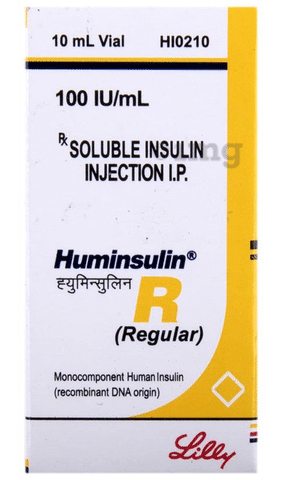 10 mL Vial HI0210
100 IU/mL
Rx SOLUBLE INSULIN
INJECTION I.P.
Huminsulin®
ह्युमिन्सुलिन
R
(Regular)
Monocomponent Human Insulin
(recombinant DNA origin)
Lilly